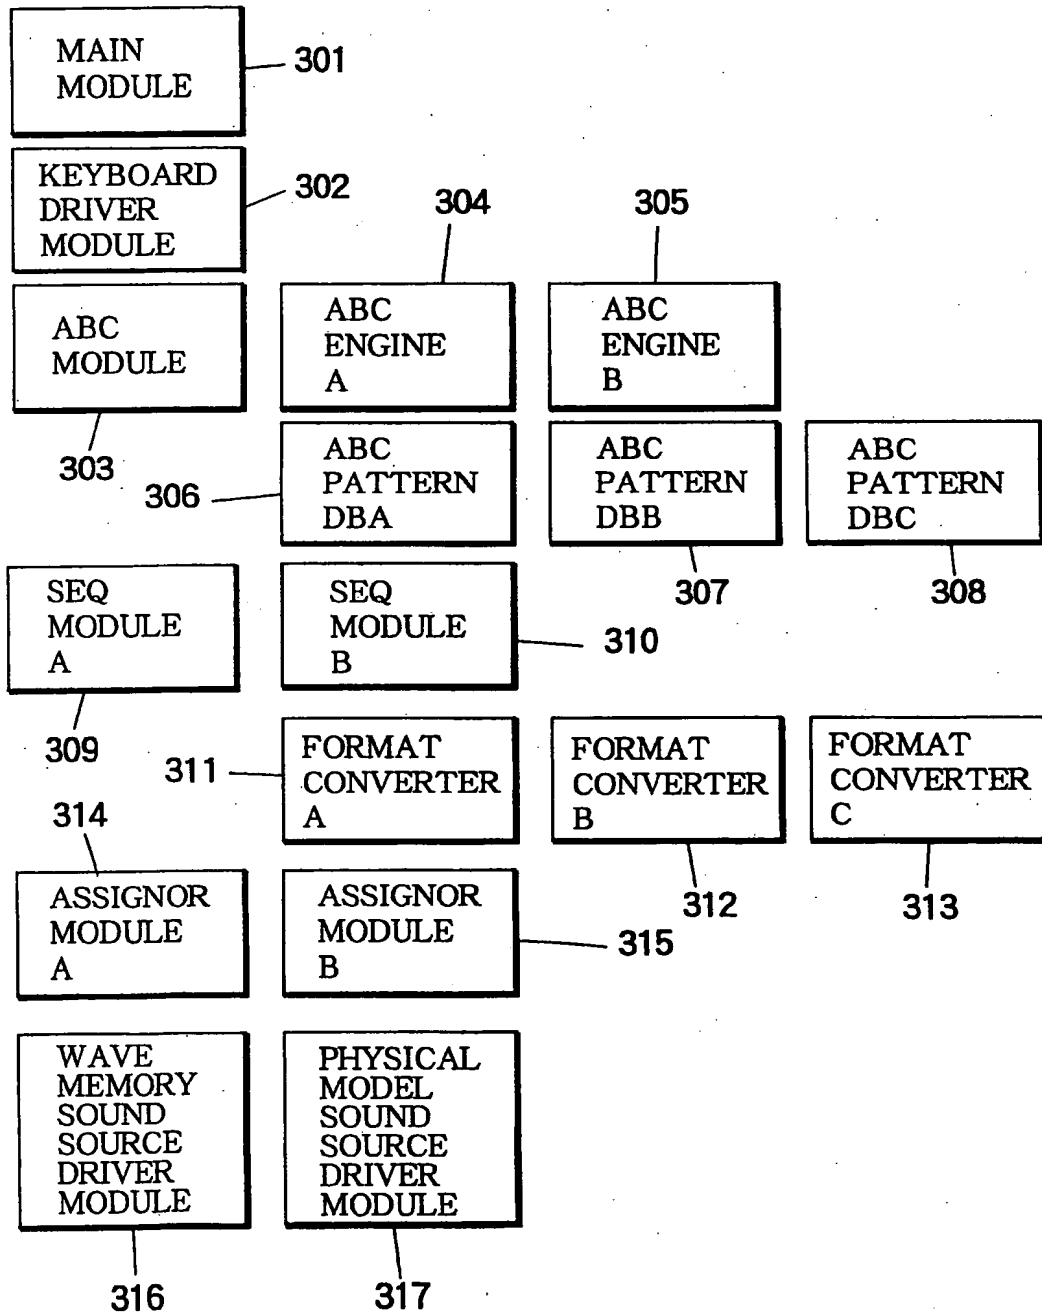 MAIN
MODULE
301
KEYBOARD
DRIVER
MODULE
302
304
305
ABC
MODULE
303
ABC
ENGINE
A
ABC
ENGINE
B
306
ABC
PATTERN
DBA
ABC
PATTERN
DBB
307
ABC
PATTERN
DBC
308
SEQ
MODULE
A
309
SEQ
MODULE
B
310
311
FORMAT
CONVERTER
A
FORMAT
CONVERTER
B
312
FORMAT
CONVERTER
C
313
314
ASSIGNOR
MODULE
A
ASSIGNOR
MODULE
B
315
WAVE
MEMORY
SOUND
SOURCE
DRIVER
MODULE
316
PHYSICAL
MODEL
SOUND
SOURCE
DRIVER
MODULE
317